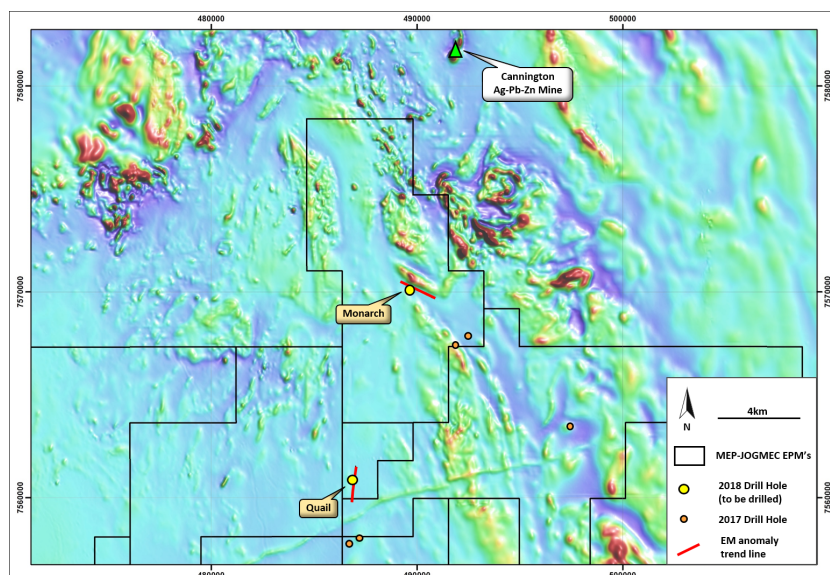 480000
490000
500000
7580000
7580000
Cannington
Ag-Pb-Zn Mine
7570000
7570000
Monarch
4km
N
MEP-JOGMEC EPM's
2018 Drill Hole
(to be drilled)
2017 Drill Hole
EM anomaly
trend line
7560000
7560000
Quail
480000
490000
500000